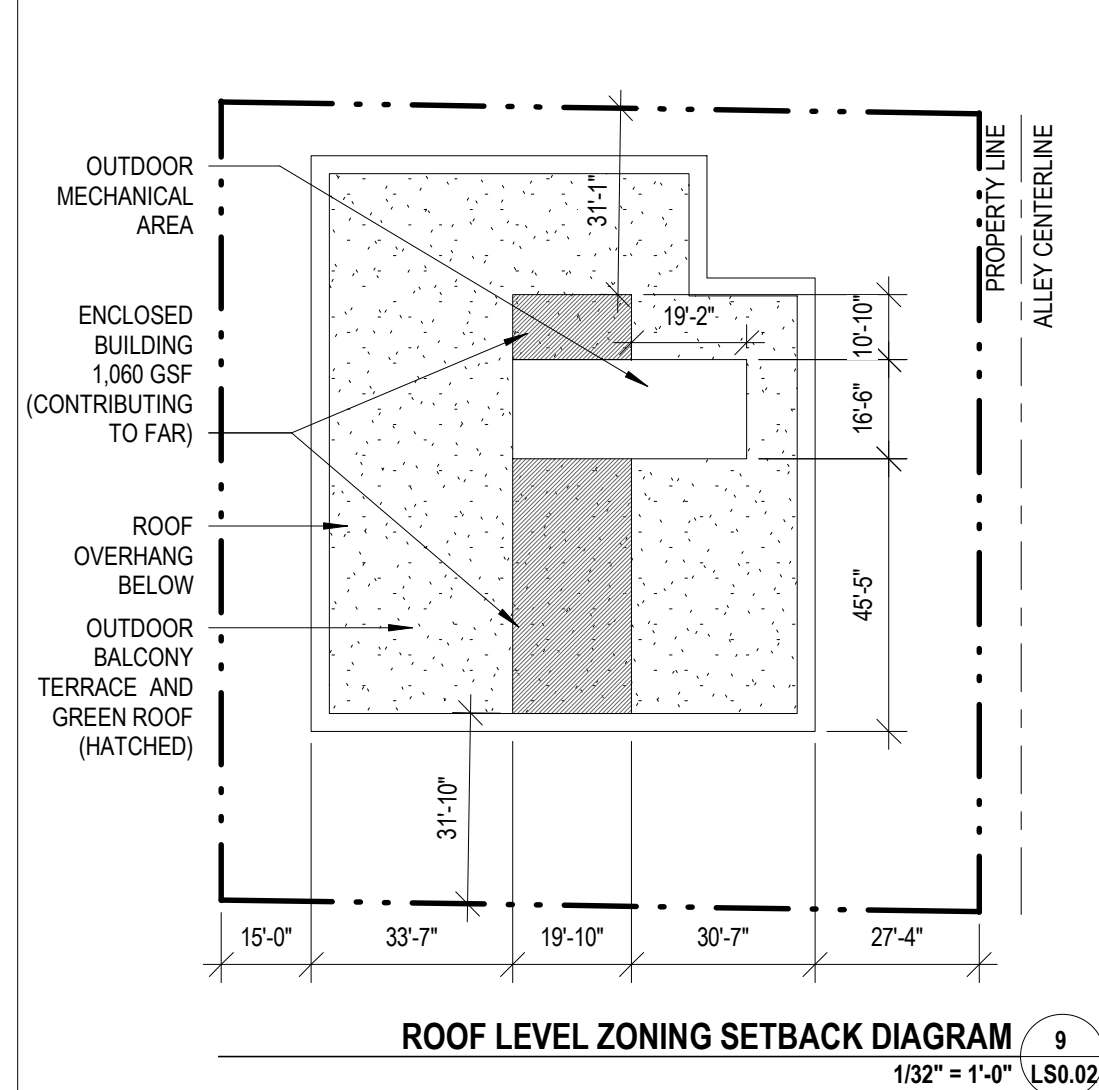 OUTDOOR
MECHANICAL
AREA
ENCLOSED
BUILDING
1,060 GSF
(CONTRIBUTING
TO FAR)
ROOF
OVERHANG
BELOW
OUTDOOR
BALCONY
TERRACE AND
GREEN ROOF
(HATCHED)
31'-1"
19'-2"
10'-10"
16'-6"
45'-5"
31'-10"
PROPERTY LINE
ALLEY CENTERLINE
15'-0"
33'-7"
19'-10"
30'-7"
27'-4"
ROOF LEVEL ZONING SETBACK DIAGRAM
9
1/32" = 1'-0"
LS0.02